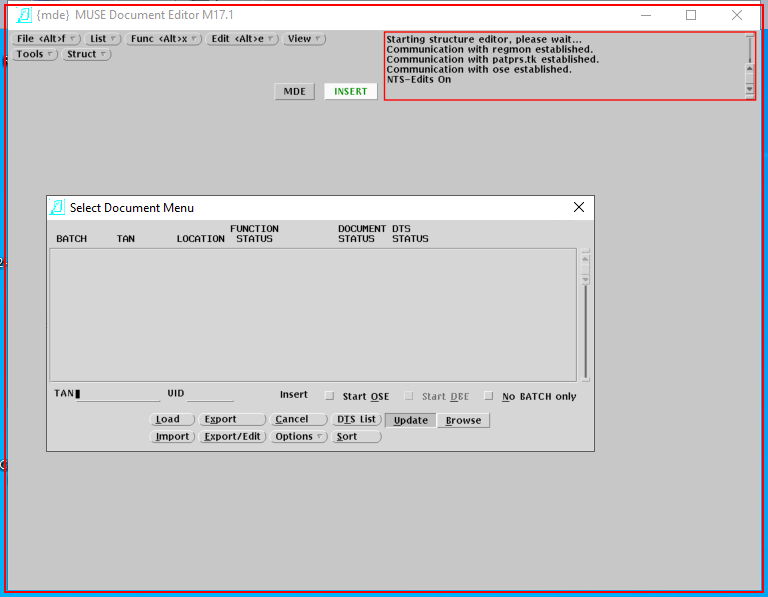 {mde} MUSE Document Editor M17.1
File <Alt>f List Func <Alt>x Edit <Alt>e View
Tools Struct
Starting structure editor, please wait...
Communication with regmon established.
Communication with patprs.tk established.
Communication with ose established.
NTS-Edits On
MDE INSERT
Select Document Menu
FUNCTION DOCUMENT DTS
BATCH TAN LOCATION STATUS STATUS STATUS
TAN UID Insert Start OSE Start DBE No BATCH only
Load Export Cancel DTS List Update Browse
Import Export/Edit Options Sort